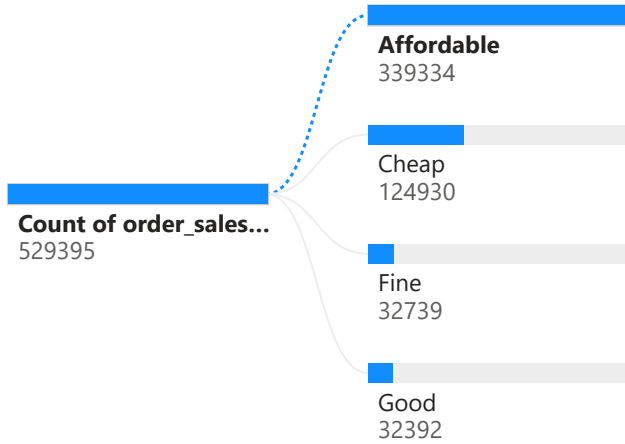 Affordable
339334
Cheap
124930
Count of order_sales...
529395
Fine
32739
Good
32392